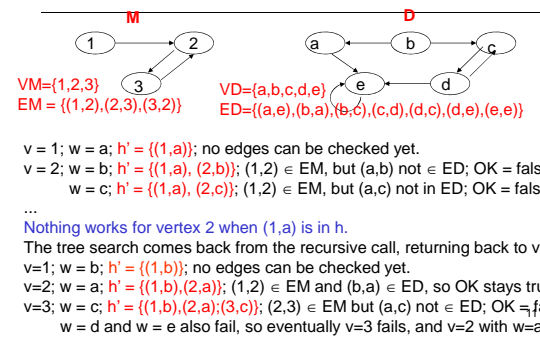 M
D
1
2
a
b
c
3
e
d
VM={1,2,3}
EM = {(1,2),(2,3),(3,2)}
VD={a,b,c,d,e}
ED={(a,e),(b,a),(b,c),(c,d),(d,c),(d,e),(e,e)}
v = 1; w = a; h' = {(1,a)}; no edges can be checked yet.
v = 2; w = b; h' = {(1,a), (2,b)}; (1,2) ∈ EM, but (a,b) not ∈ ED; OK = fals
w = c; h' = {(1,a), (2,c)}; (1,2) ∈ EM, but (a,c) not in ED; OK = fals
...
Nothing works for vertex 2 when (1,a) is in h.
The tree search comes back from the recursive call, returning back to v
v=1; w = b; h' = {(1,b)}; no edges can be checked yet.
v=2; w = a; h' = {(1,b),(2,a)}; (1,2) ∈ EM and (b,a) ∈ ED, so OK stays tru
v=3; w = c; h' = {(1,b),(2,a);(3,c)}; (2,3) ∈ EM but (a,c) not ∈ ED; OK = fa
w = d and w = e also fail, so eventually v=3 fails, and v=2 with w=a